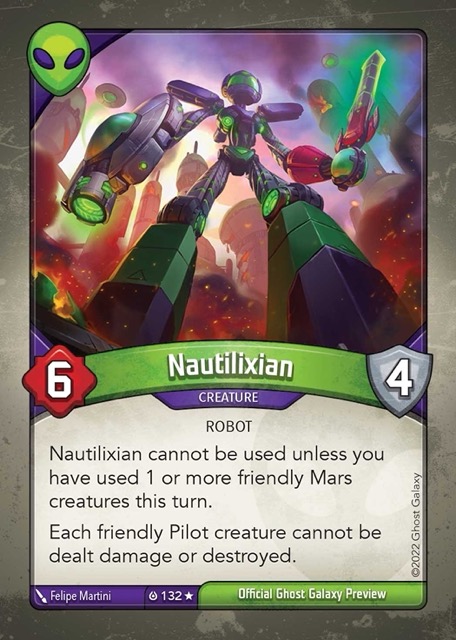 6
Nautilixian
4
CREATURE
ROBOT
Nautilixian cannot be used unless you
have used 1 or more friendly Mars
creatures this turn.
Each friendly Pilot creature cannot be
dealt damage or destroyed.
©2022 Ghost Galaxy
Felipe Martini
132★
Official Ghost Galaxy Preview